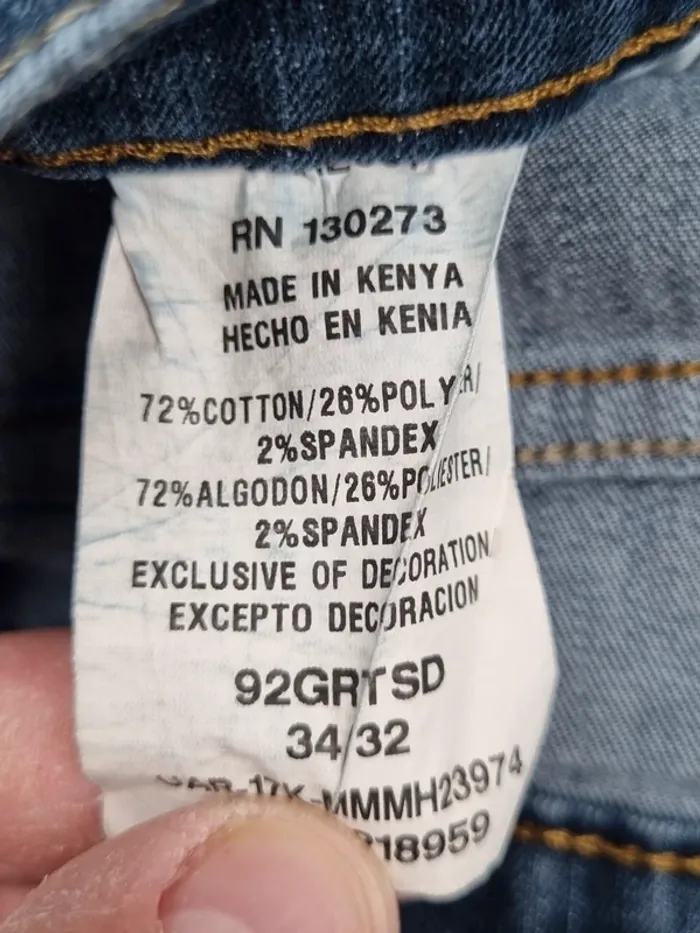 RN 130273
MADE IN KENYA
HECHO EN KENIA
72%COTTON/26%POLY
2%SPANDEX
72%ALGODON/26%POLIESTER/
2%SPANDEX
EXCLUSIVE OF DECORATION
EXCEPTO DECORACION
92GRTSD
34/32
MMMH23974
18959